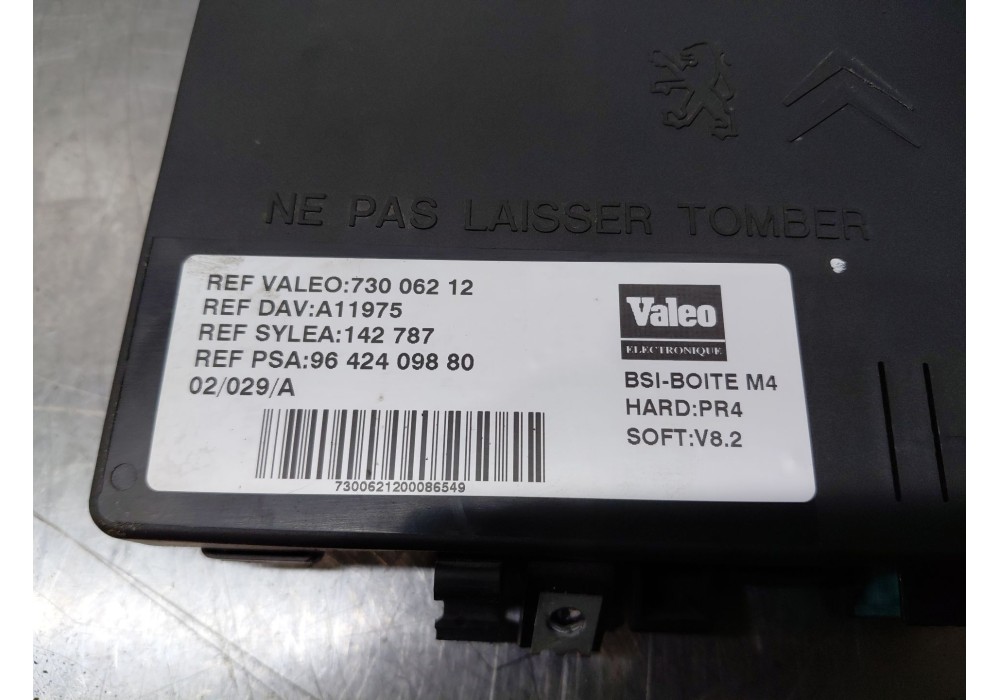 NE PAS LAISSER TOMBER
REF VALEO:730 062 12
REF DAV:A11975
REF SYLEA:142 787
REF PSA:96 424 098 80
02/029/A
7300621200086549
Valeo
ELECTRONIQUE
BSI-BOITE M4
HARD:PR4
SOFT:V8.2